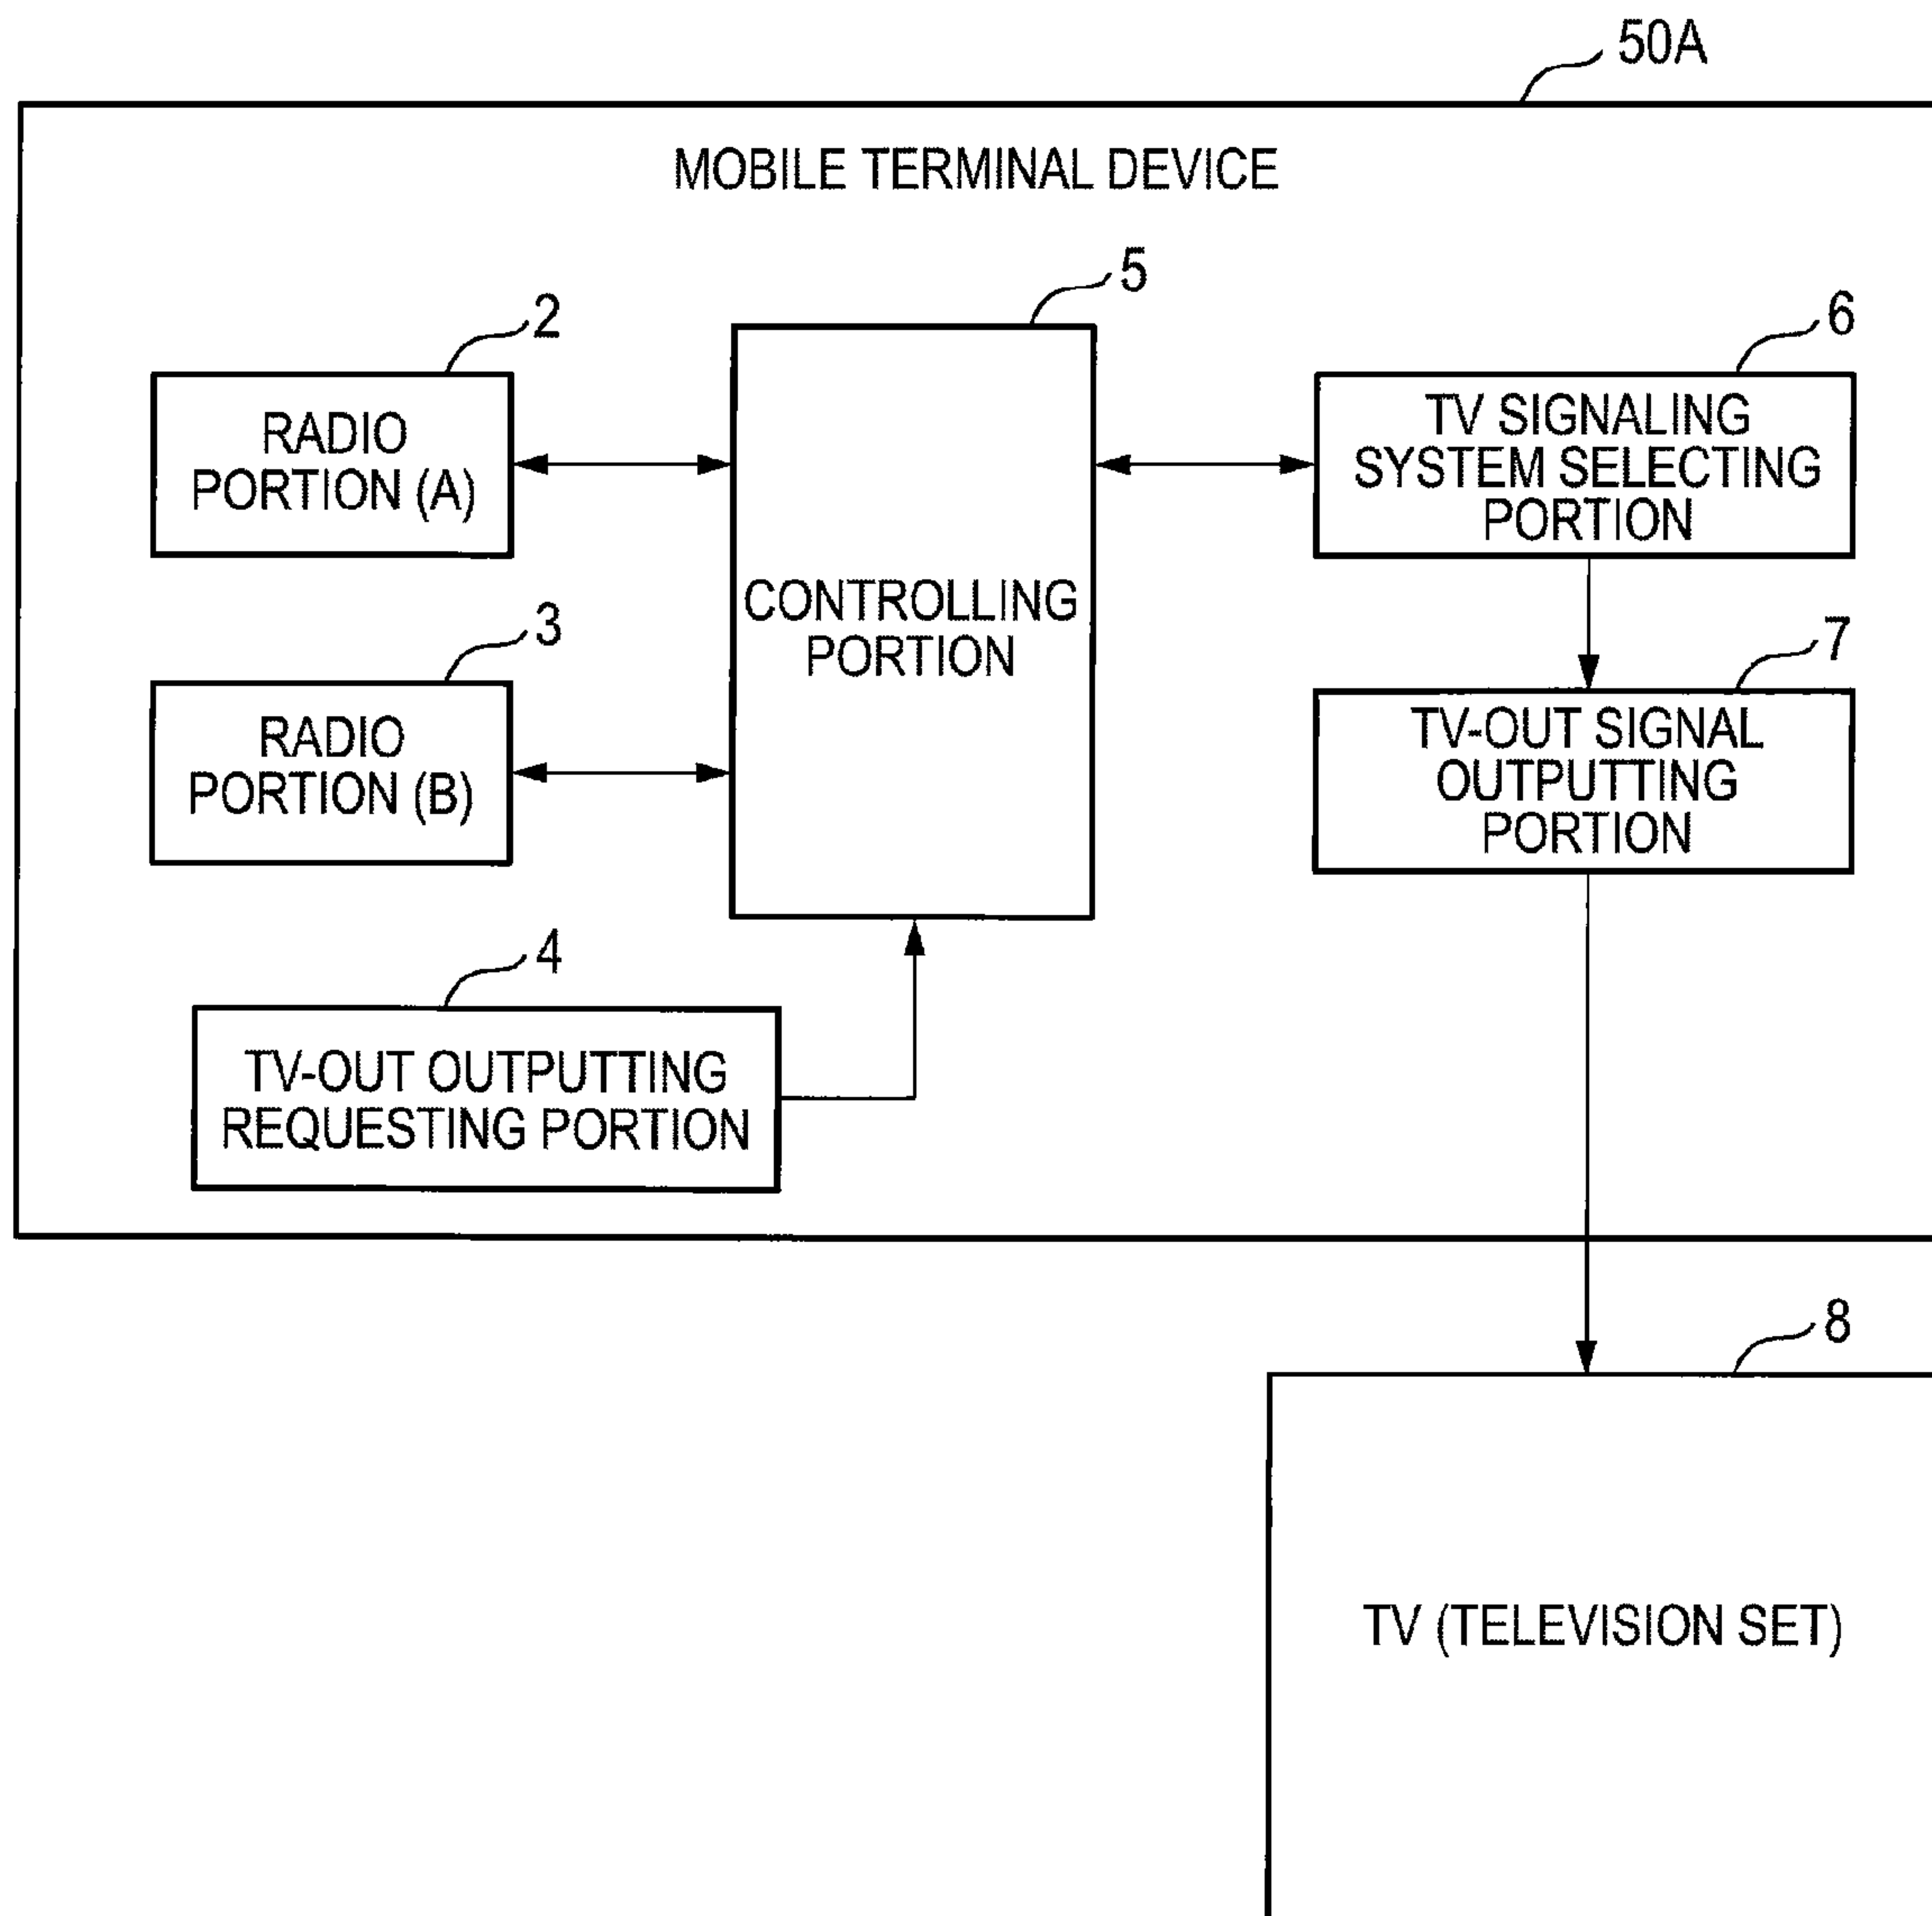 50A
MOBILE TERMINAL DEVICE
2
RADIO
PORTION (A)
3
RADIO
PORTION (B)
4
TV-OUT OUTPUTTING
REQUESTING PORTION
5
CONTROLLING
PORTION
6
TV SIGNALING
SYSTEM SELECTING
PORTION
7
TV-OUT SIGNAL
OUTPUTTING
PORTION
8
TV (TELEVISION SET)